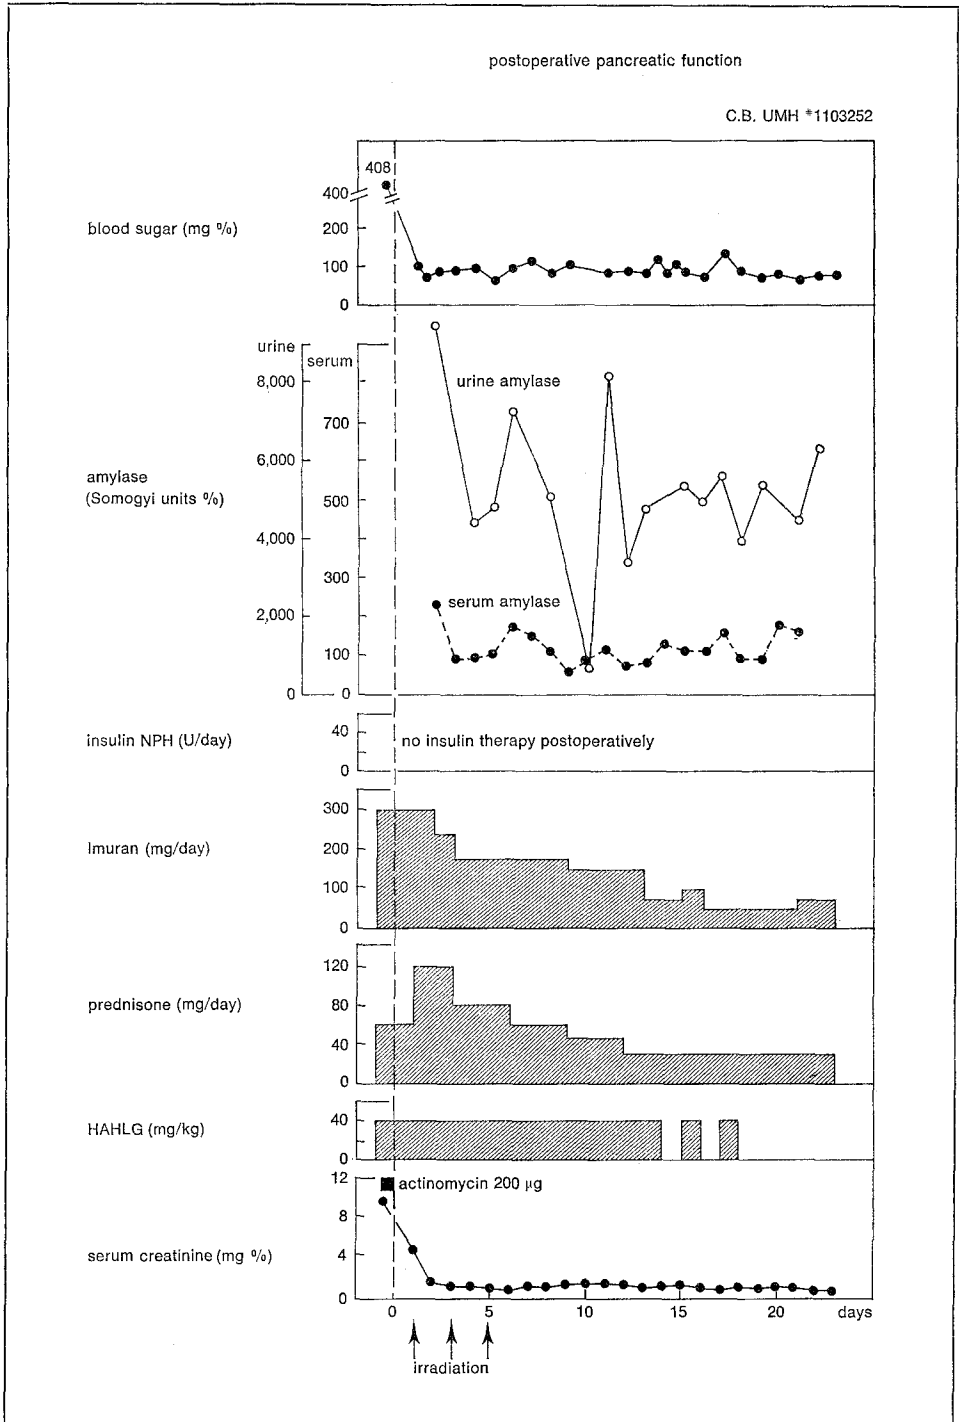 postoperative pancreatic function
C.B. UMH *1103252
408
400
blood sugar (mg %)
200
100
0
urine
serum
8,000
urine amylase
700
6,000
amylase
(Somogyi units %)
500
4,000
300
2,000
serum amylase
100
0
0
insulin NPH (U/day)
40
no insulin therapy postoperatively
0
300
Imuran (mg/day)
200
100
0
120
prednisone (mg/day)
80
40
0
HAHLG (mg/kg)
40
0
12
actinomycin 200 µg
8
serum creatinine (mg %)
4
0
0 5 10 15 20 days
irradiation